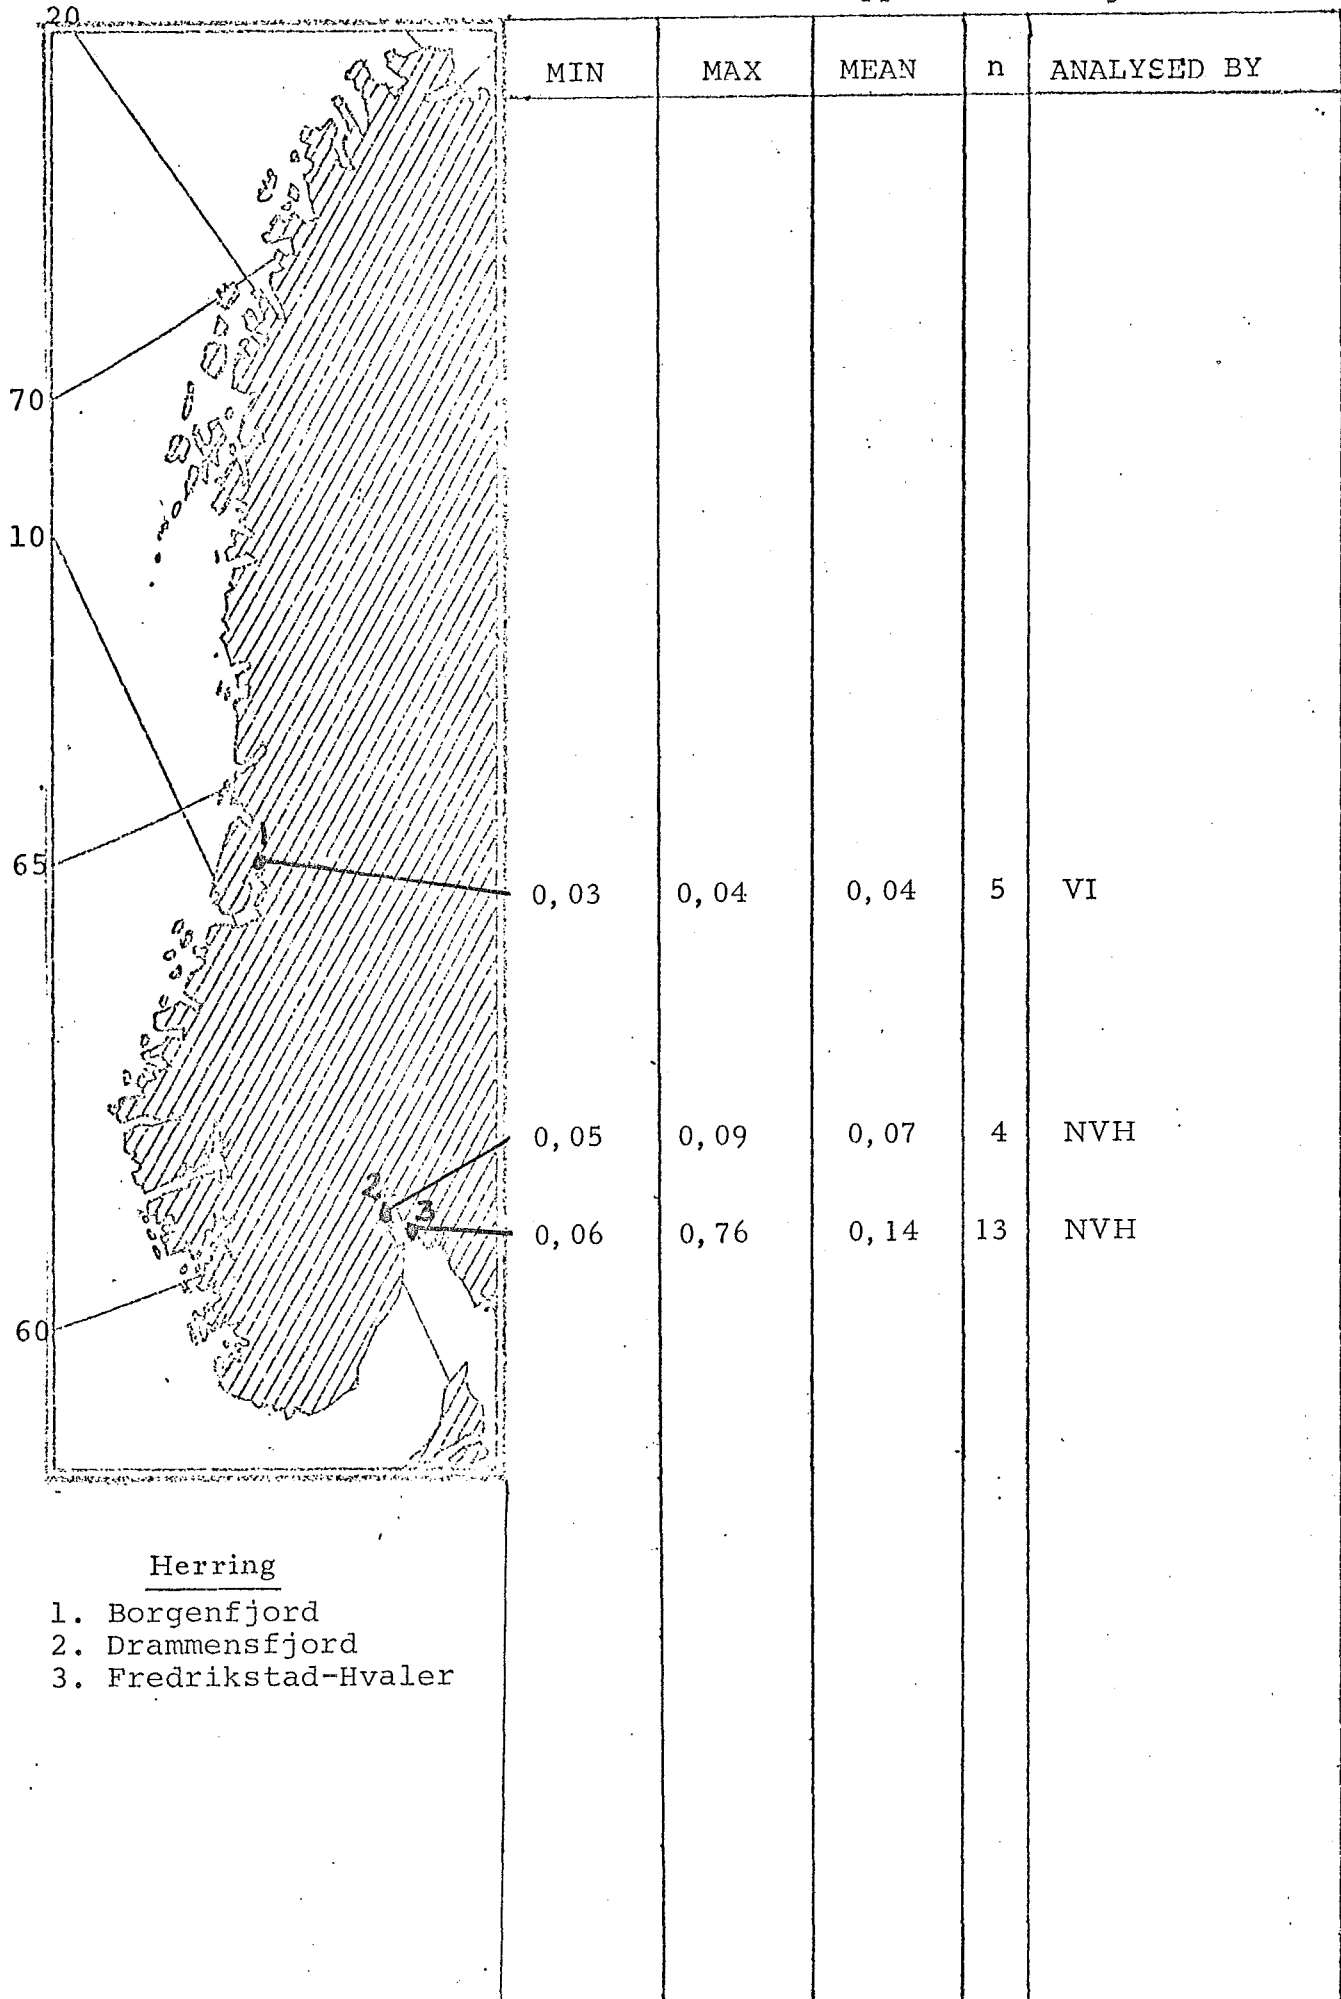 20
MIN MAX MEAN n ANALYSED BY
70
10
65
0,03 0,04 0,04 5 VI
0,05 0,09 0,07 4 NVH
2
3
0,06 0,76 0,14 13 NVH
60
Herring
1. Borgenfjord
2. Drammensfjord
3. Fredrikstad-Hvaler